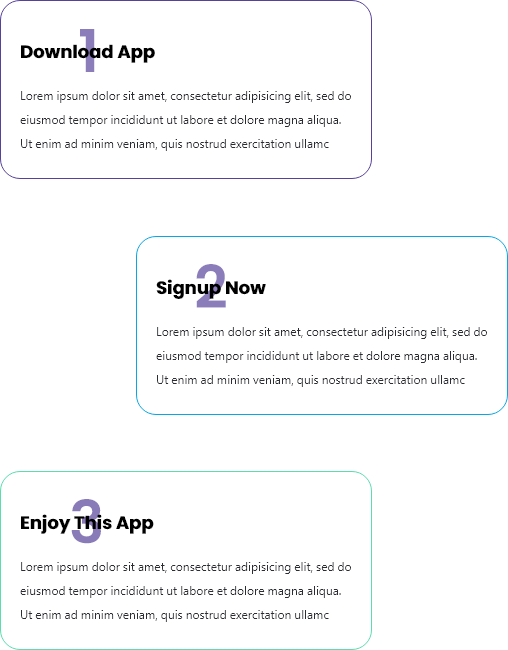 1
Download App
Lorem ipsum dolor sit amet, consectetur adipisicing elit, sed do
eiusmod tempor incididunt ut labore et dolore magna aliqua.
Ut enim ad minim veniam, quis nostrud exercitation ullamc
2
Signup Now
Lorem ipsum dolor sit amet, consectetur adipisicing elit, sed do
eiusmod tempor incididunt ut labore et dolore magna aliqua.
Ut enim ad minim veniam, quis nostrud exercitation ullamc
3
Enjoy This App
Lorem ipsum dolor sit amet, consectetur adipisicing elit, sed do
eiusmod tempor incididunt ut labore et dolore magna aliqua.
Ut enim ad minim veniam, quis nostrud exercitation ullamc